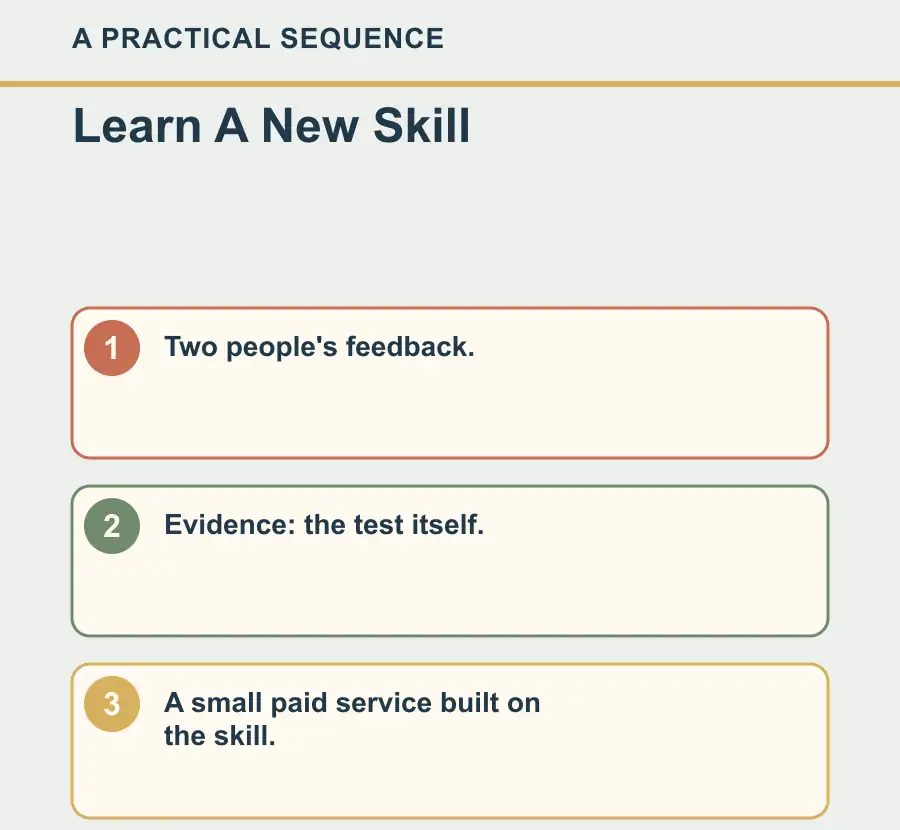 A PRACTICAL SEQUENCE
Learn A New Skill
1
Two people's feedback.
2
Evidence: the test itself.
3
A small paid service built on
the skill.